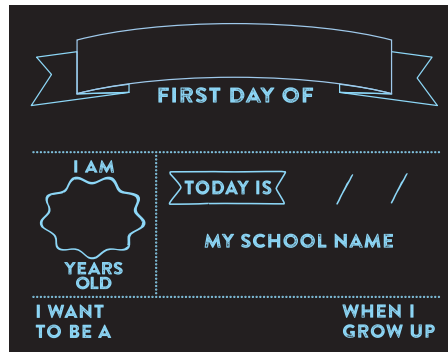 FIRST DAY OF
I AM
YEARS
OLD
TODAY IS / /
MY SCHOOL NAME
I WANT
TO BE A
WHEN I
GROW UP